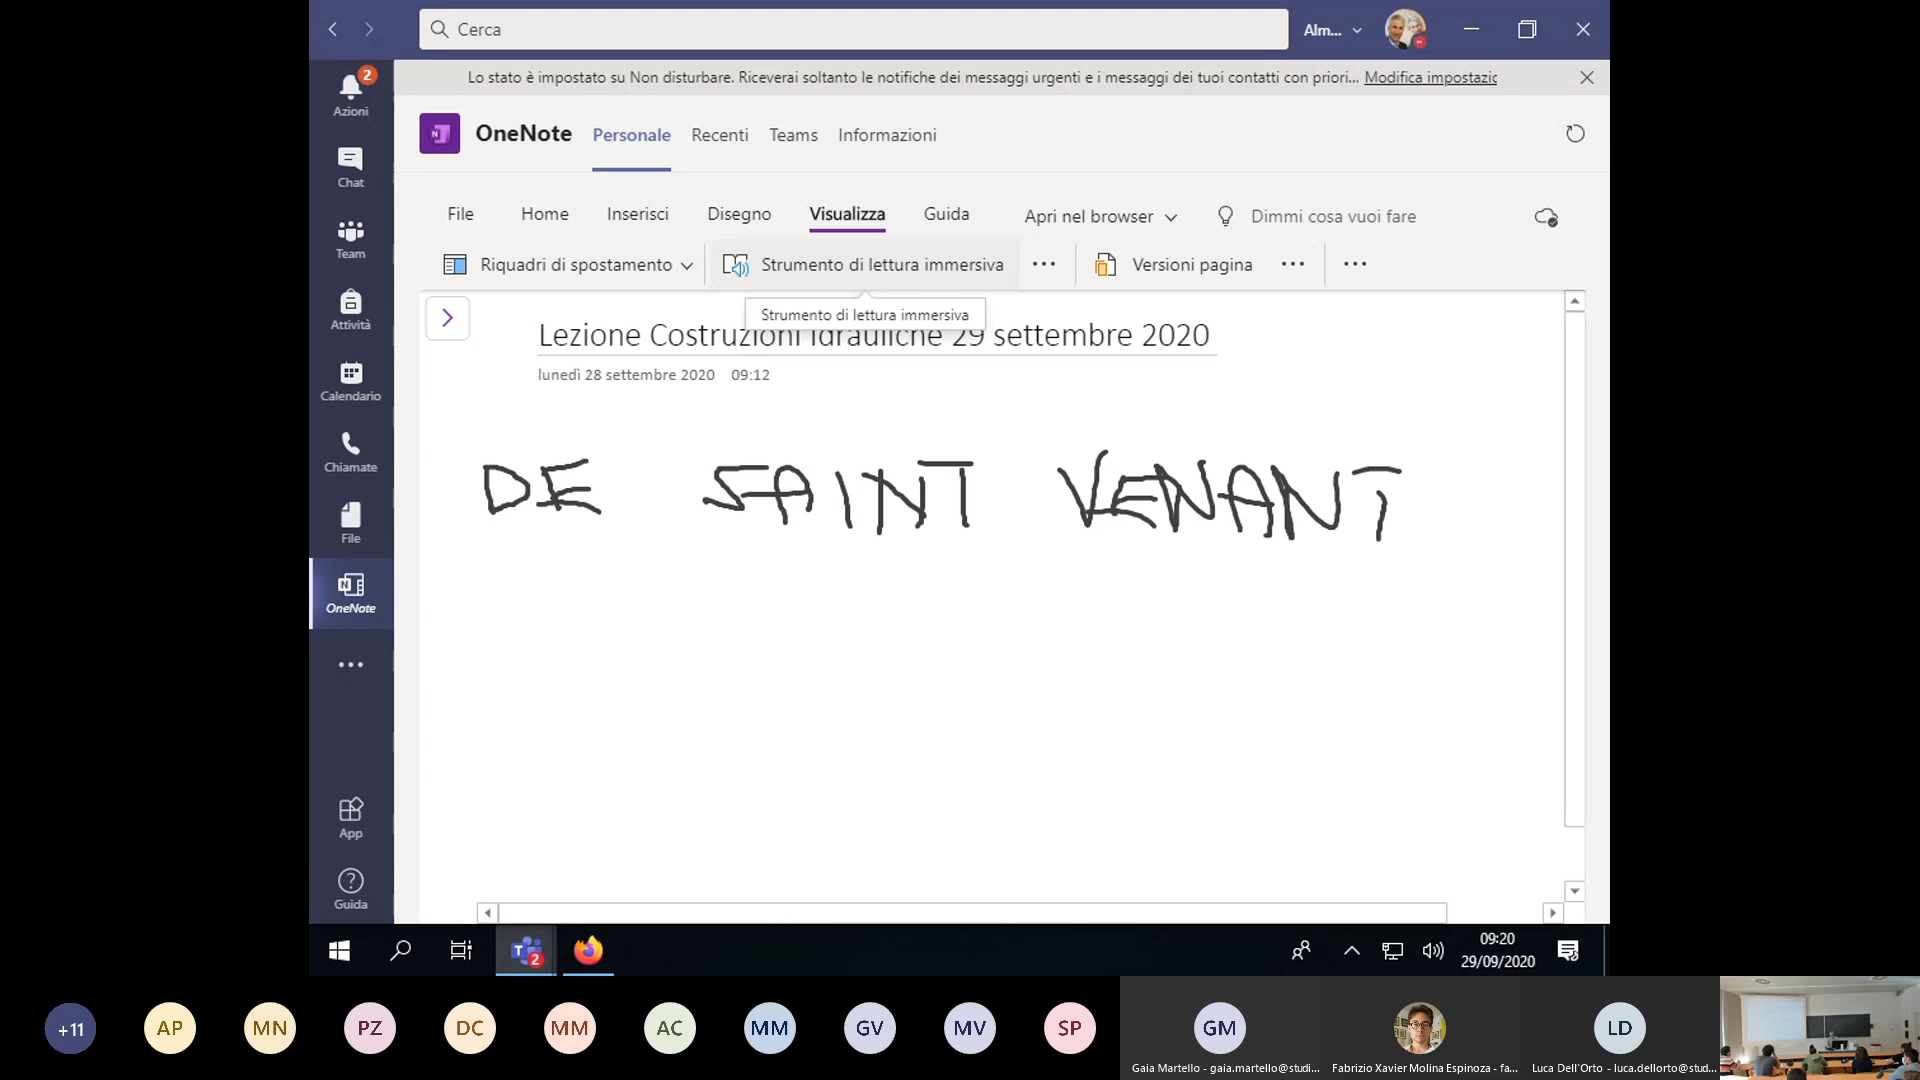 Cerca
Alm...
Lo stato è impostato su Non disturbare. Riceverai soltanto le notifiche dei messaggi urgenti e i messaggi dei tuoi contatti con priori... Modifica impostazic
2
Azioni
Chat
Team
Attività
Calendario
Chiamate
File
OneNote
App
Guida
OneNote Personale Recenti Teams Informazioni
File Home Inserisci Disegno Visualizza Guida Apri nel browser Dimmi cosa vuoi fare
Riquadri di spostamento Strumento di lettura immersiva Versioni pagina
Strumento di lettura immersiva
Lezione Costruzioni Idrauliche 29 settembre 2020
lunedì 28 settembre 2020 09:12
DE SAINT VENANT
2
09:20
29/09/2020
+11 AP MN PZ DC MM AC MM GV MV SP GM LD
Gaia Martello - gaia.martello@studi... Fabrizio Xavier Molina Espinoza - fa... Luca Dell'Orto - luca.dellorto@stud...